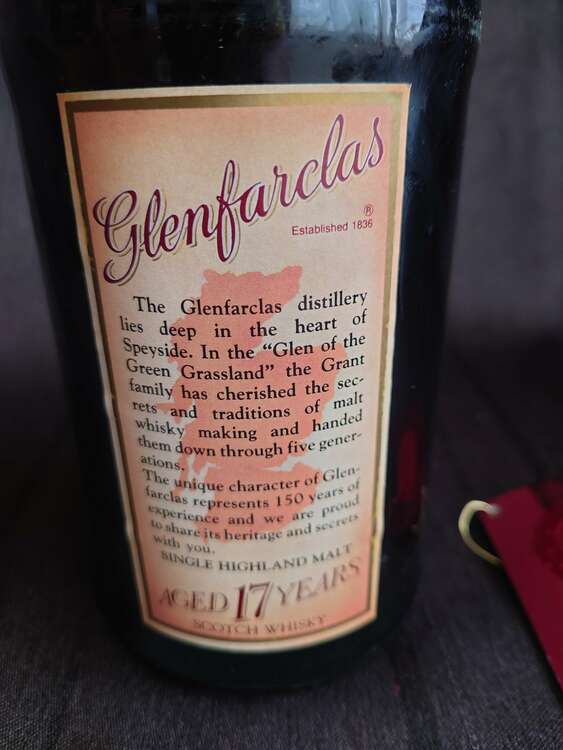 Glenfarclas
®
Established 1836
The Glenfarclas distillery
lies deep in the heart of
Speyside. In the “Glen of the
Green Grassland” the Grant
family has cherished the sec-
rets and traditions of malt
whisky making and handed
them down through five gener-
ations.
The unique character of Glen-
farclas represents 150 years of
experience and we are proud
to share its heritage and secrets
with you.
SINGLE HIGHLAND MALT
AGED 17 YEARS
SCOTCH WHISKY